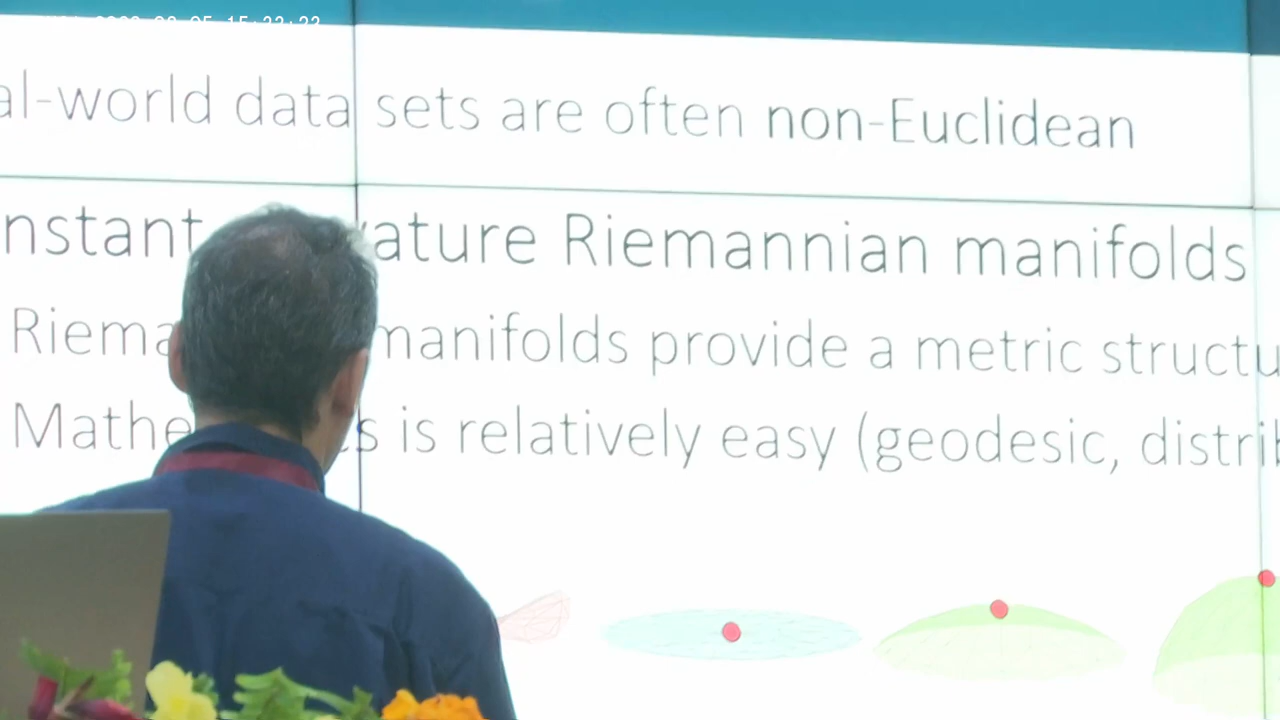 al-world data sets are often non-Euclidean
nstant vature Riemannian manifolds
Riema manifolds provide a metric structu
Mathe s is relatively easy (geodesic, distrib